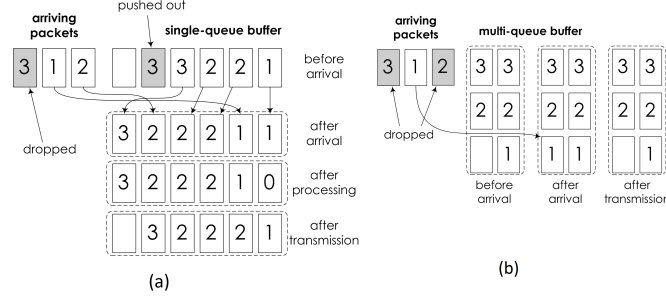 pushed out
arriving
packets
single-queue buffer
3 1 2 3 3 2 2 1
before
arrival
dropped
3 2 2 2 1 1
after
arrival
3 2 2 2 1 0
after
processing
3 2 2 2 1
after
transmission
(a)
arriving
packets
multi-queue buffer
3 1 2
3 3 3 3 3 3
dropped
2 2 2 2 2 2
1 1 1 1
before
arrival
after
arrival
after
transmission
(b)